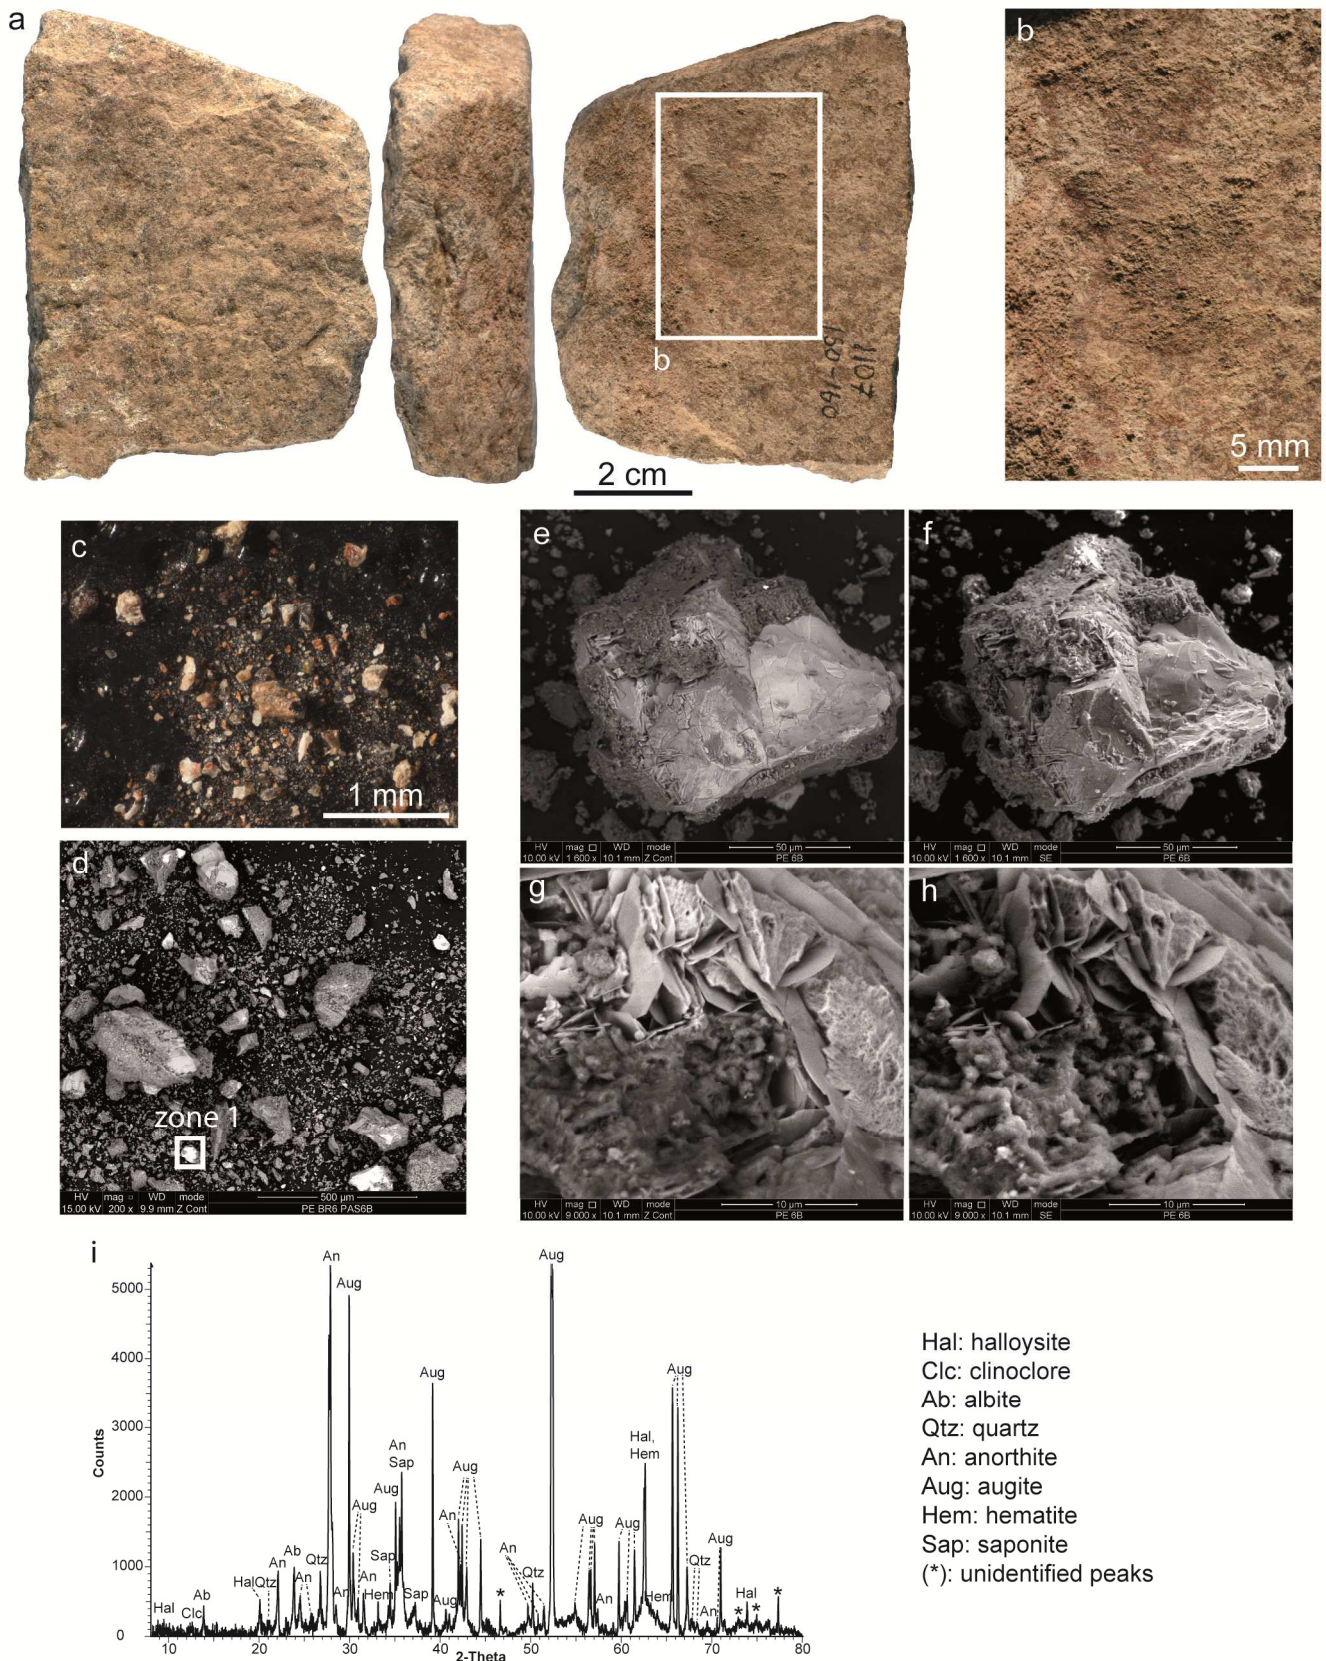 a
b
11107
130-140
2 cm
b
5 mm
c
1 mm
d
zone 1
HV mag WD mode 500 µm
15.00 kV 200 x 9.9 mm Z Cont PE BR6 PAS6B
e
HV mag WD mode 50 µm
10.00 kV 1 600 x 10.1 mm Z Cont PE 6B
f
HV mag WD mode 50 µm
10.00 kV 1 600 x 10.1 mm SE PE 6B
g
HV mag WD mode 10 µm
10.00 kV 9 000 x 10.1 mm Z Cont PE 6B
h
HV mag WD mode 10 µm
10.00 kV 9 000 x 10.1 mm SE PE 6B
i
Counts
5000
4000
3000
2000
1000
0
Hal
Clc
Ab
Hal
Qtz
An
Ab
An
Qtz
An
An
Aug
Aug
An
Hem
Sap
Aug
An
Sap
Sap
Aug
Aug
An
Aug
*
An
Qtz
Aug
Aug
An
Aug
Hal,
Hem
Hem
Aug
Qtz
An
Aug
*
Hal
*
*
10 20 30 40 50 60 70 80
2-Theta
Hal: halloysite
Clc: clinoclore
Ab: albite
Qtz: quartz
An: anorthite
Aug: augite
Hem: hematite
Sap: saponite
(*): unidentified peaks